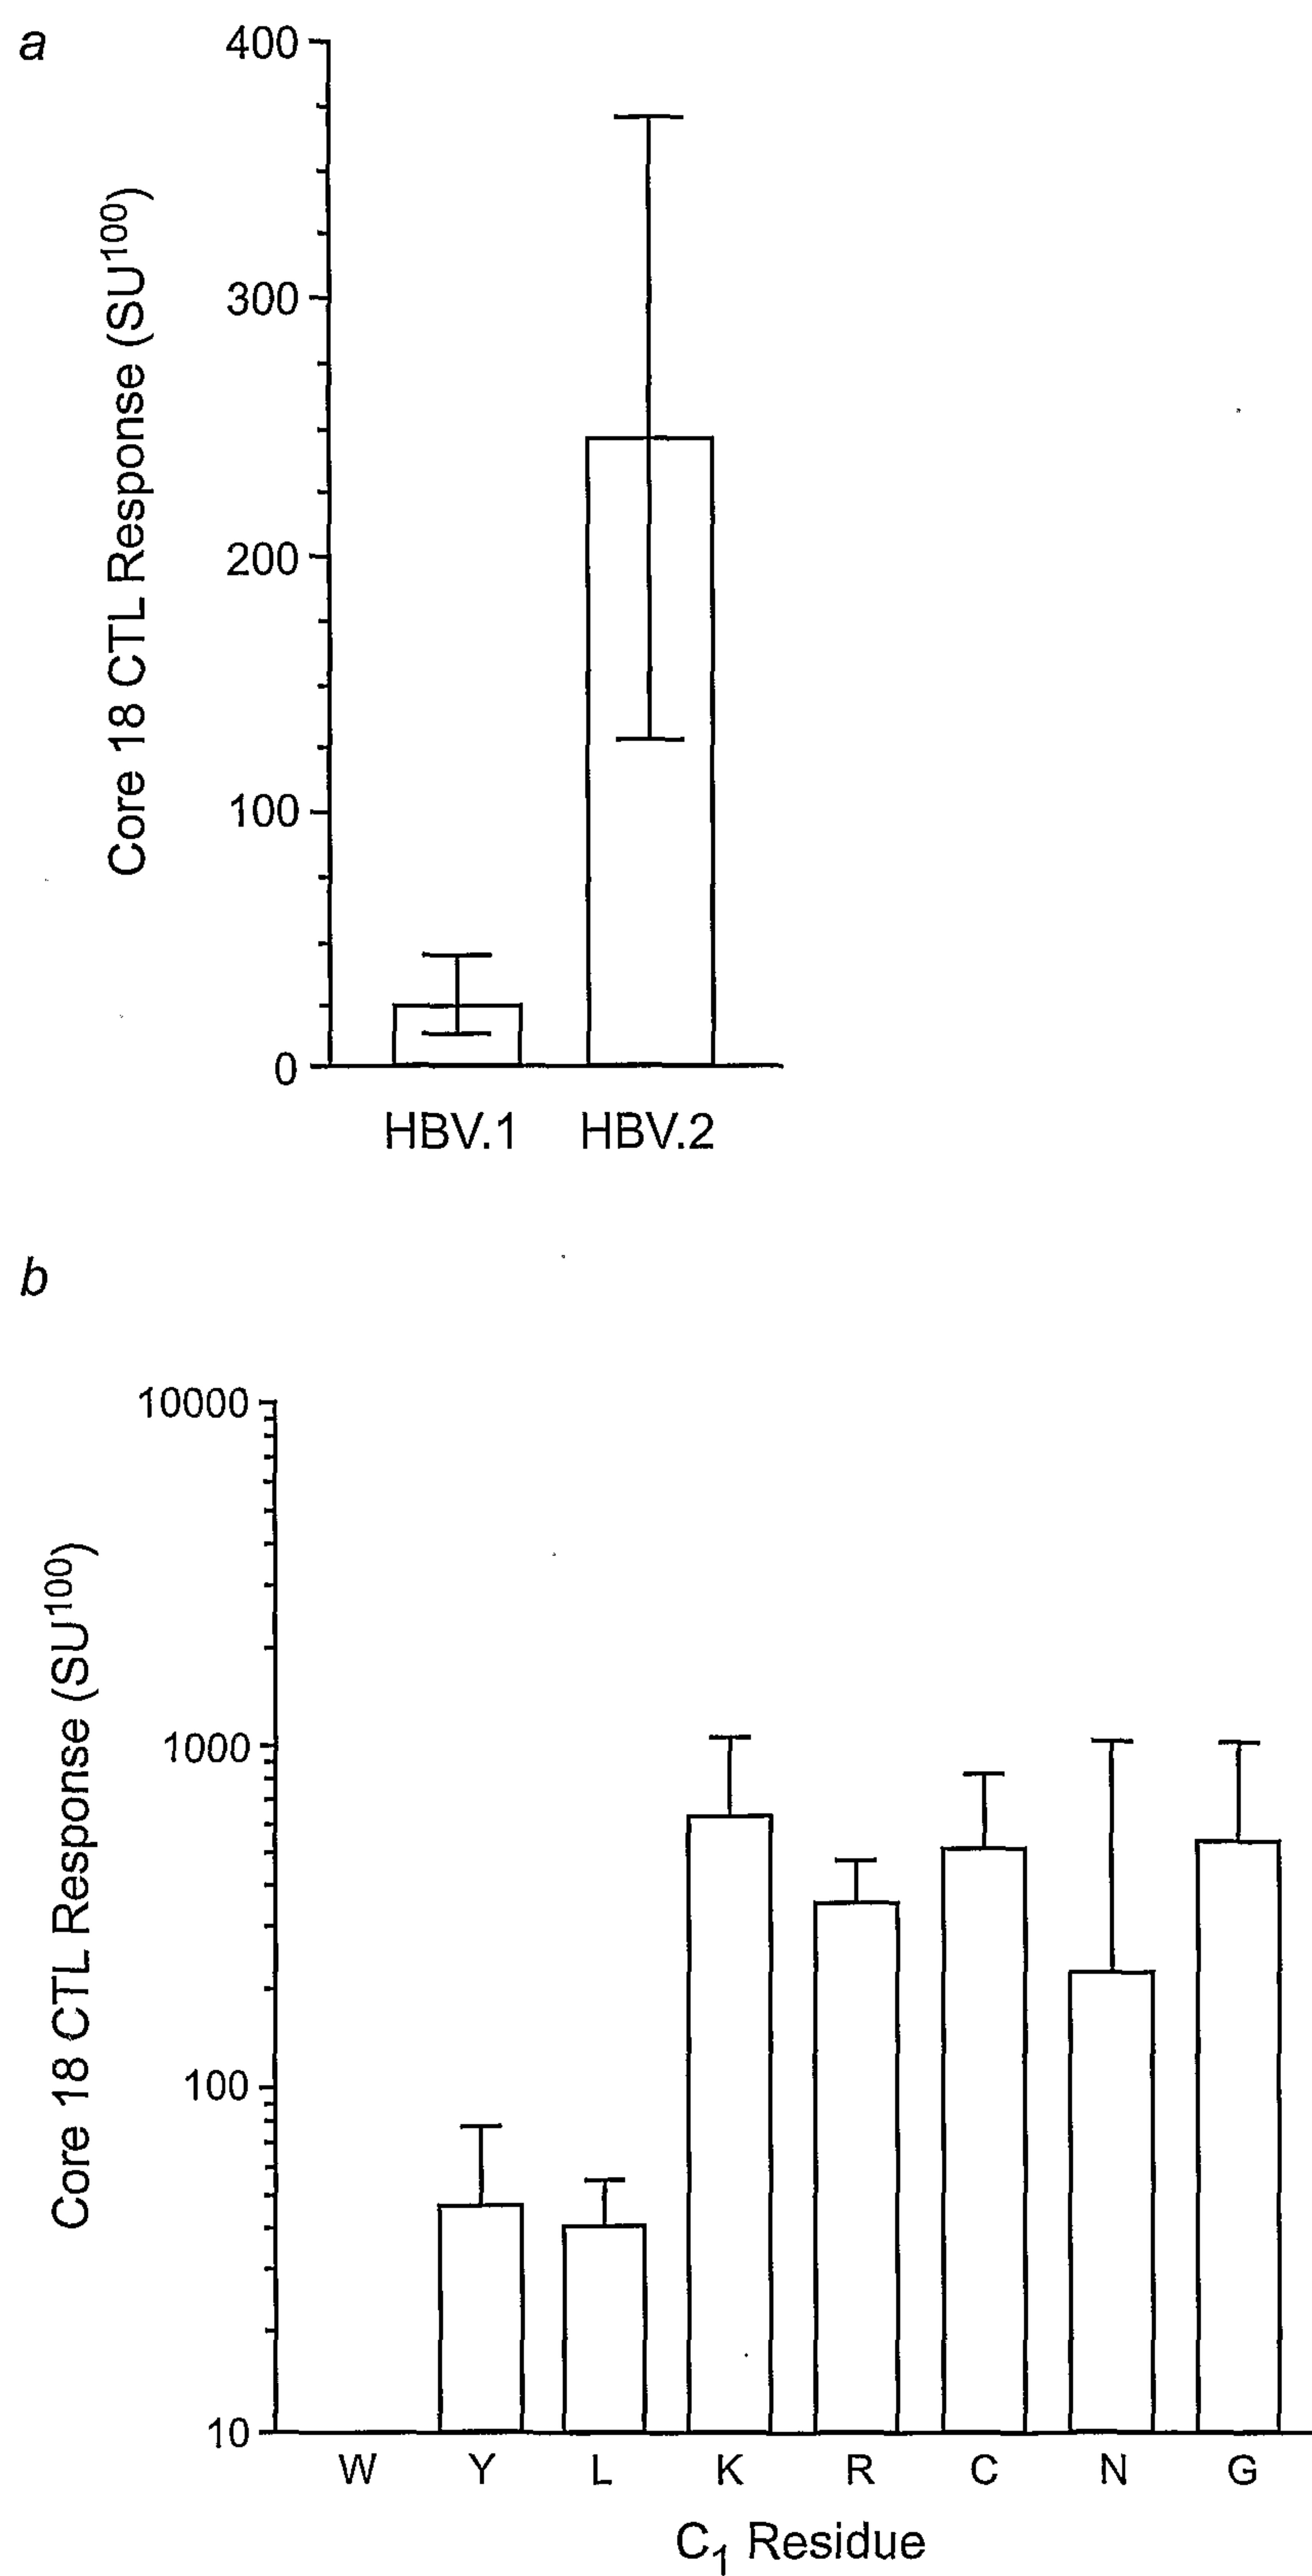 a
400
300
200
100
0
Core 18 CTL Response (SU¹⁰⁰)
HBV.1 HBV.2
b
10000
1000
100
10
Core 18 CTL Response (SU¹⁰⁰)
W Y L K R C N G
C₁ Residue